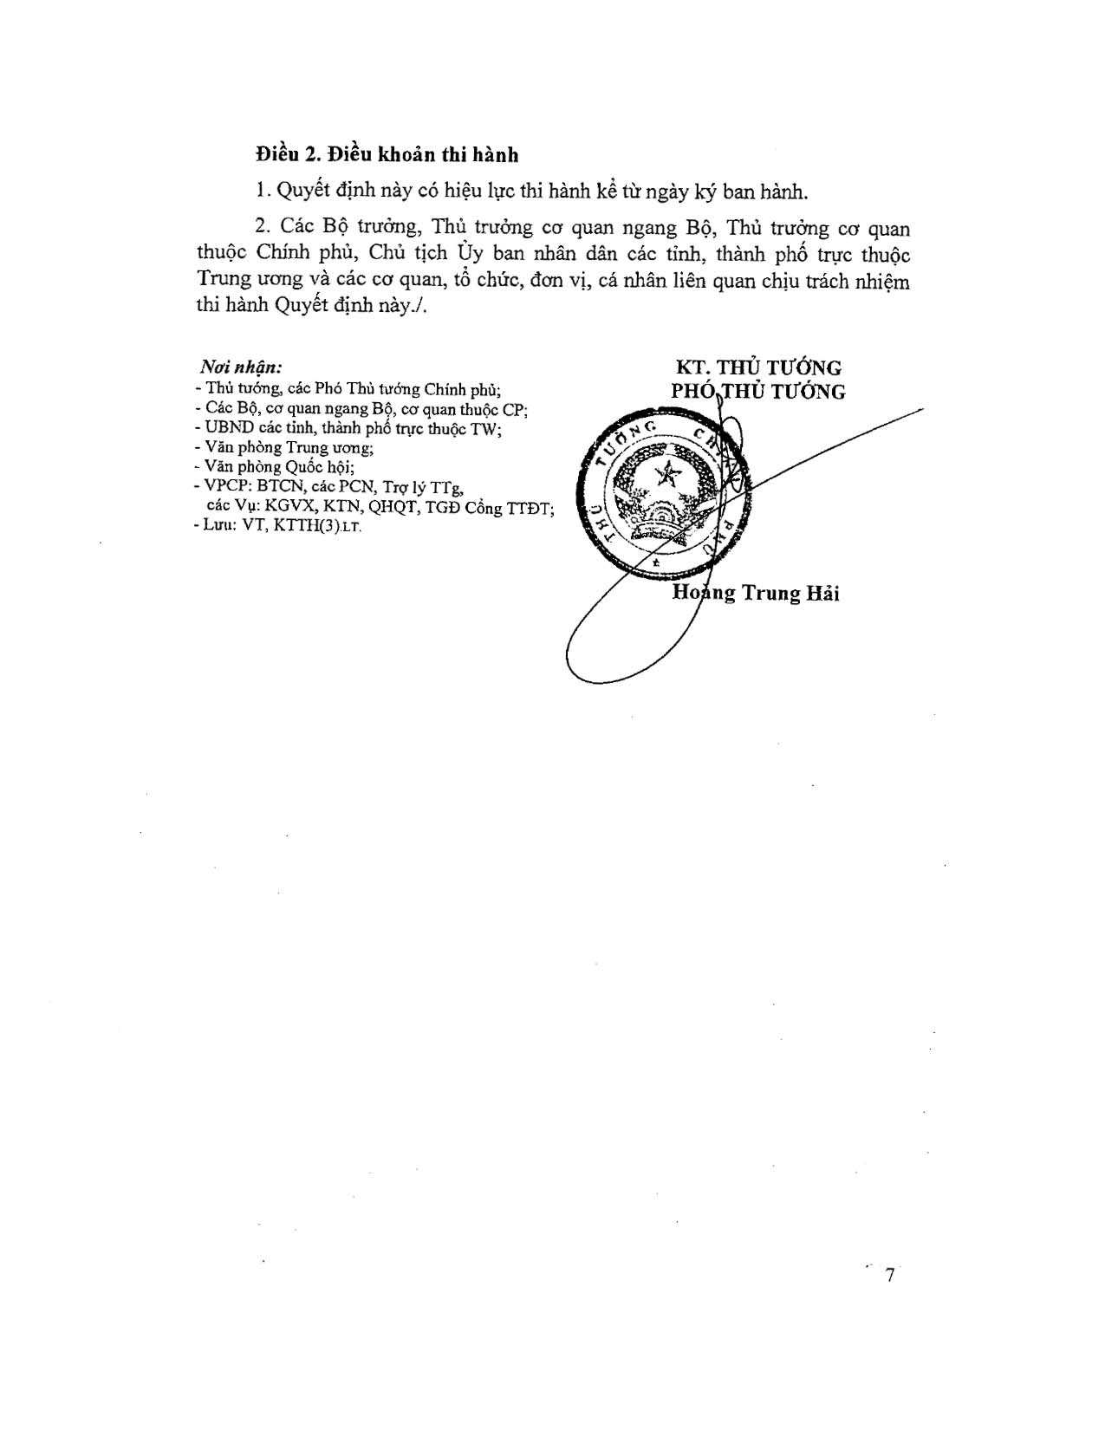 Điều 2. Điều khoản thi hành
1. Quyết định này có hiệu lực thi hành kể từ ngày ký ban hành.
2. Các Bộ trưởng, Thủ trưởng cơ quan ngang Bộ, Thủ trưởng cơ quan
thuộc Chính phủ, Chủ tịch Ủy ban nhân dân các tỉnh, thành phố trực thuộc
Trung ương và các cơ quan, tổ chức, đơn vị, cá nhân liên quan chịu trách nhiệm
thi hành Quyết định này./.
Nơi nhận:
- Thủ tướng, các Phó Thủ tướng Chính phủ;
- Các Bộ, cơ quan ngang Bộ, cơ quan thuộc CP;
- UBND các tỉnh, thành phố trực thuộc TW;
- Văn phòng Trung ương;
- Văn phòng Quốc hội;
- VPCP: BTCN, các PCN, Trợ lý TTg,
các Vụ: KGVX, KTN, QHQT, TGĐ Cổng TTĐT;
- Lưu: VT, KTTH(3).LT.
KT. THỦ TƯỚNG
PHÓ THỦ TƯỚNG
THỦ TƯỚNG CHÍNH PHỦ
Hoàng Trung Hải
7